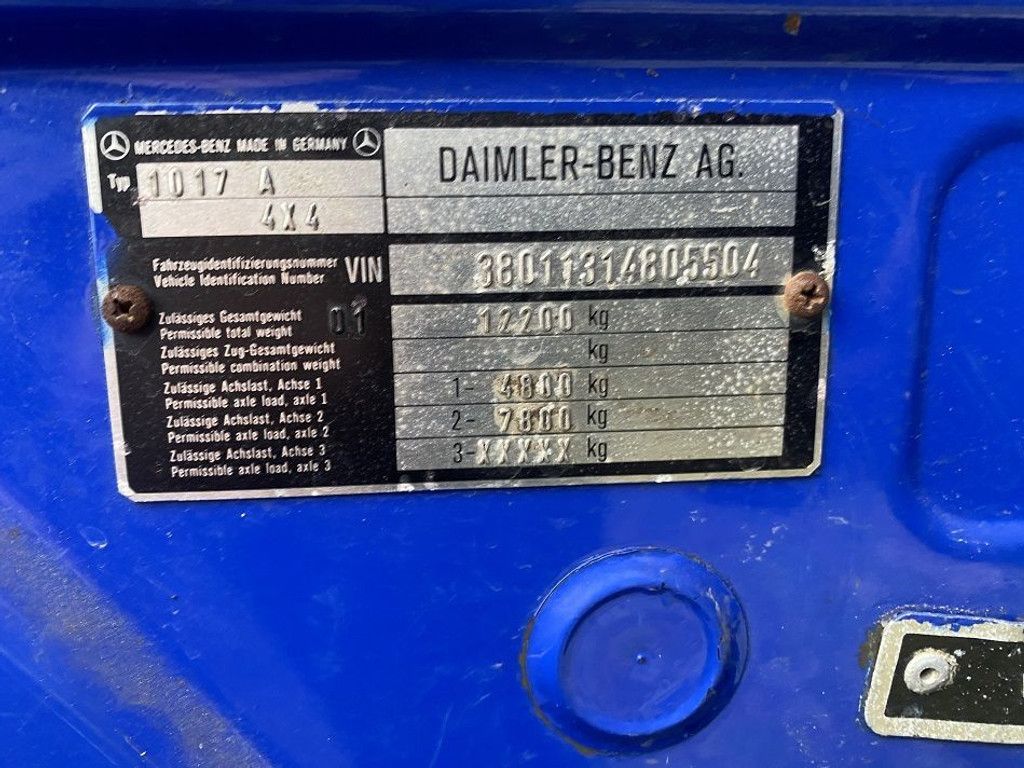 MERCEDES-BENZ MADE IN GERMANY
DAIMLER-BENZ AG.
Typ 1017 A
4X4
Fahrzeugidentifizierungsnummer
Vehicle Identification Number VIN 38011314805504
Zulässiges Gesamtgewicht
Permissible total weight 01 12200 kg
Zulässiges Zug-Gesamtgewicht
Permissible combination weight kg
Zulässige Achslast, Achse 1
Permissible axle load, axle 1 1- 4800 kg
Zulässige Achslast, Achse 2
Permissible axle load, axle 2 2- 7800 kg
Zulässige Achslast, Achse 3
Permissible axle load, axle 3 3- XXXXX kg